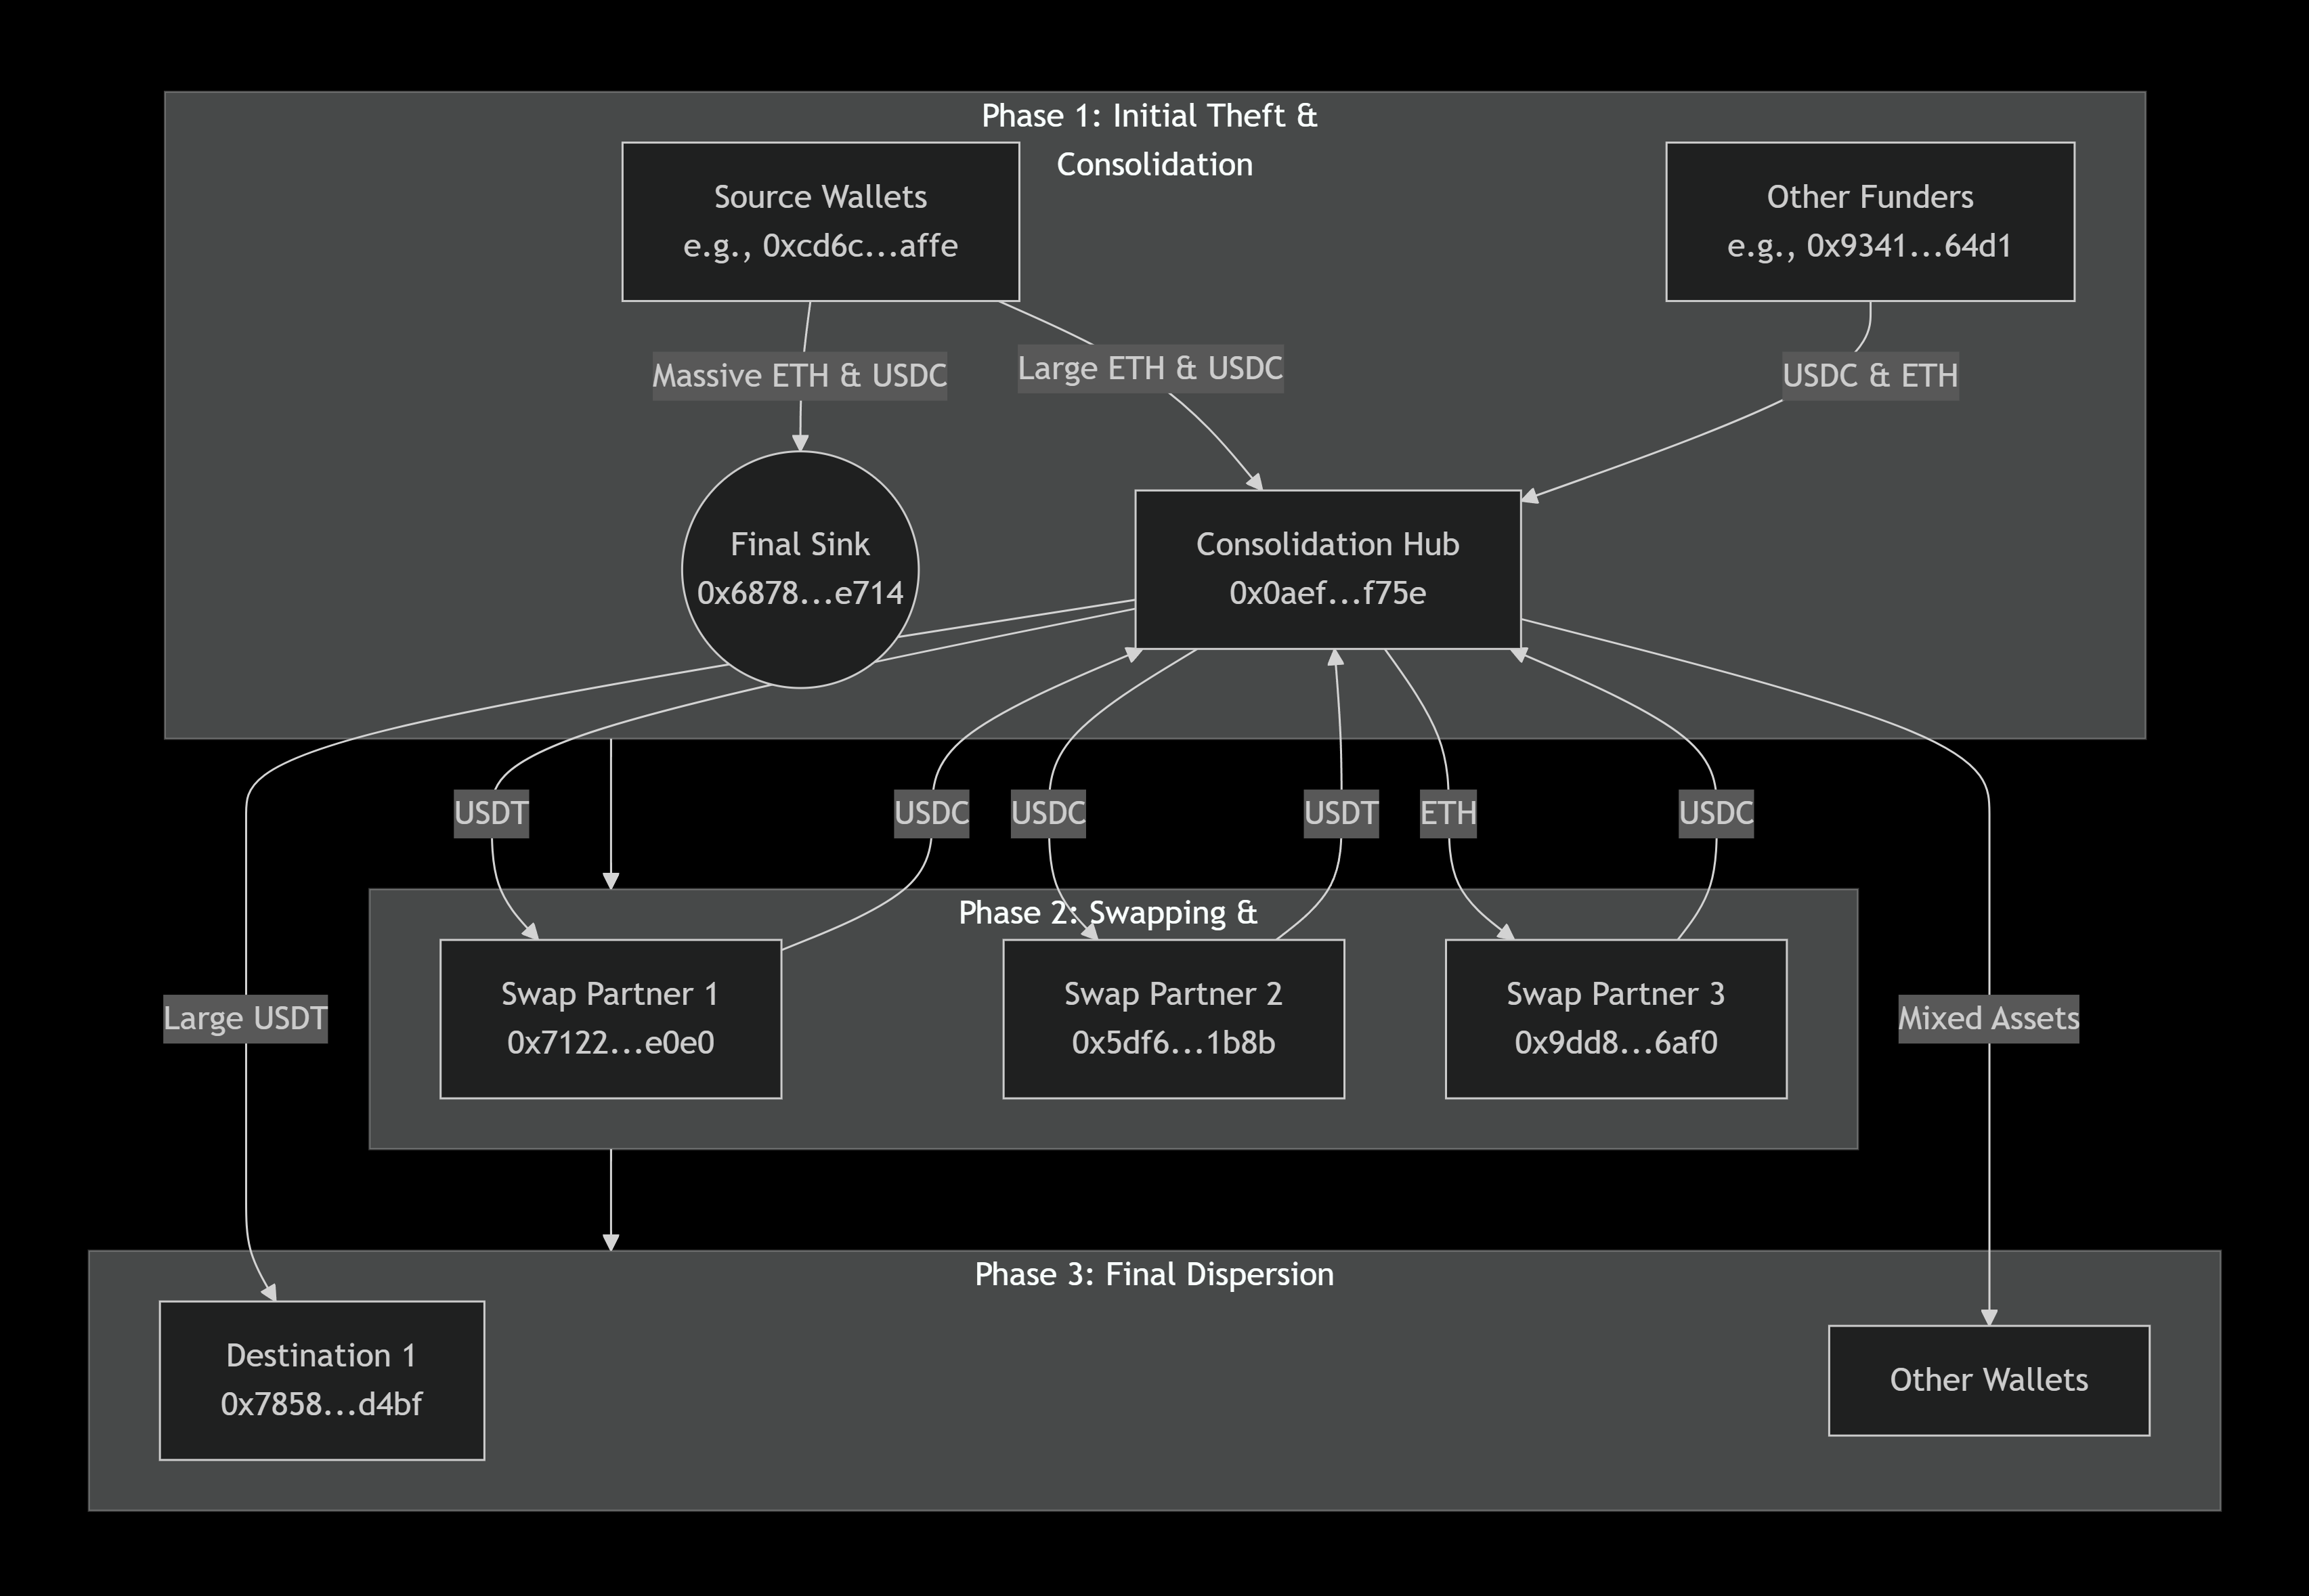 Phase 1: Initial Theft &
Consolidation
Source Wallets
e.g., 0xcd6c...affe
Other Funders
e.g., 0x9341...64d1
Massive ETH & USDC
Large ETH & USDC
USDC & ETH
Final Sink
0x6878...e714
Consolidation Hub
0x0aef...f75e
USDT
USDC
USDC
USDT
ETH
USDC
Phase 2: Swapping &
Swap Partner 1
0x7122...e0e0
Swap Partner 2
0x5df6...1b8b
Swap Partner 3
0x9dd8...6af0
Large USDT
Mixed Assets
Phase 3: Final Dispersion
Destination 1
0x7858...d4bf
Other Wallets